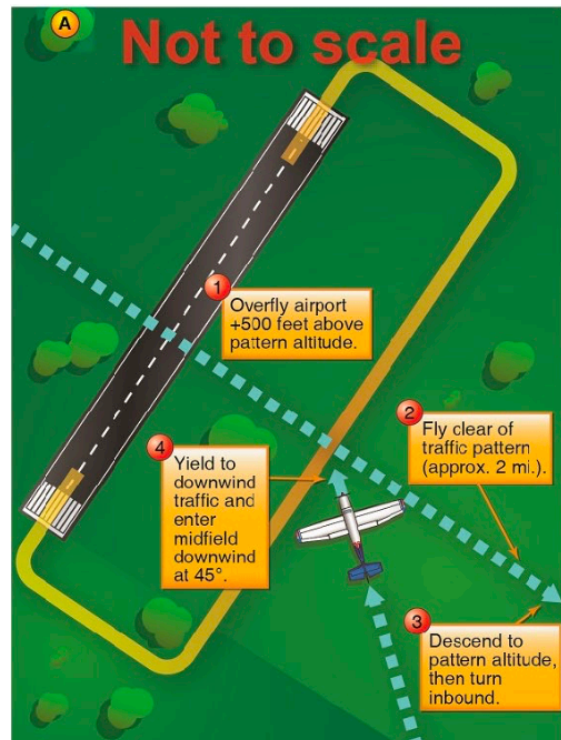 A
Not to scale
1
Overfly airport
+500 feet above
pattern altitude.
2
Fly clear of
traffic pattern
(approx. 2 mi.).
4
Yield to
downwind
traffic and
enter
midfield
downwind
at 45°.
3
Descend to
pattern altitude,
then turn
inbound.